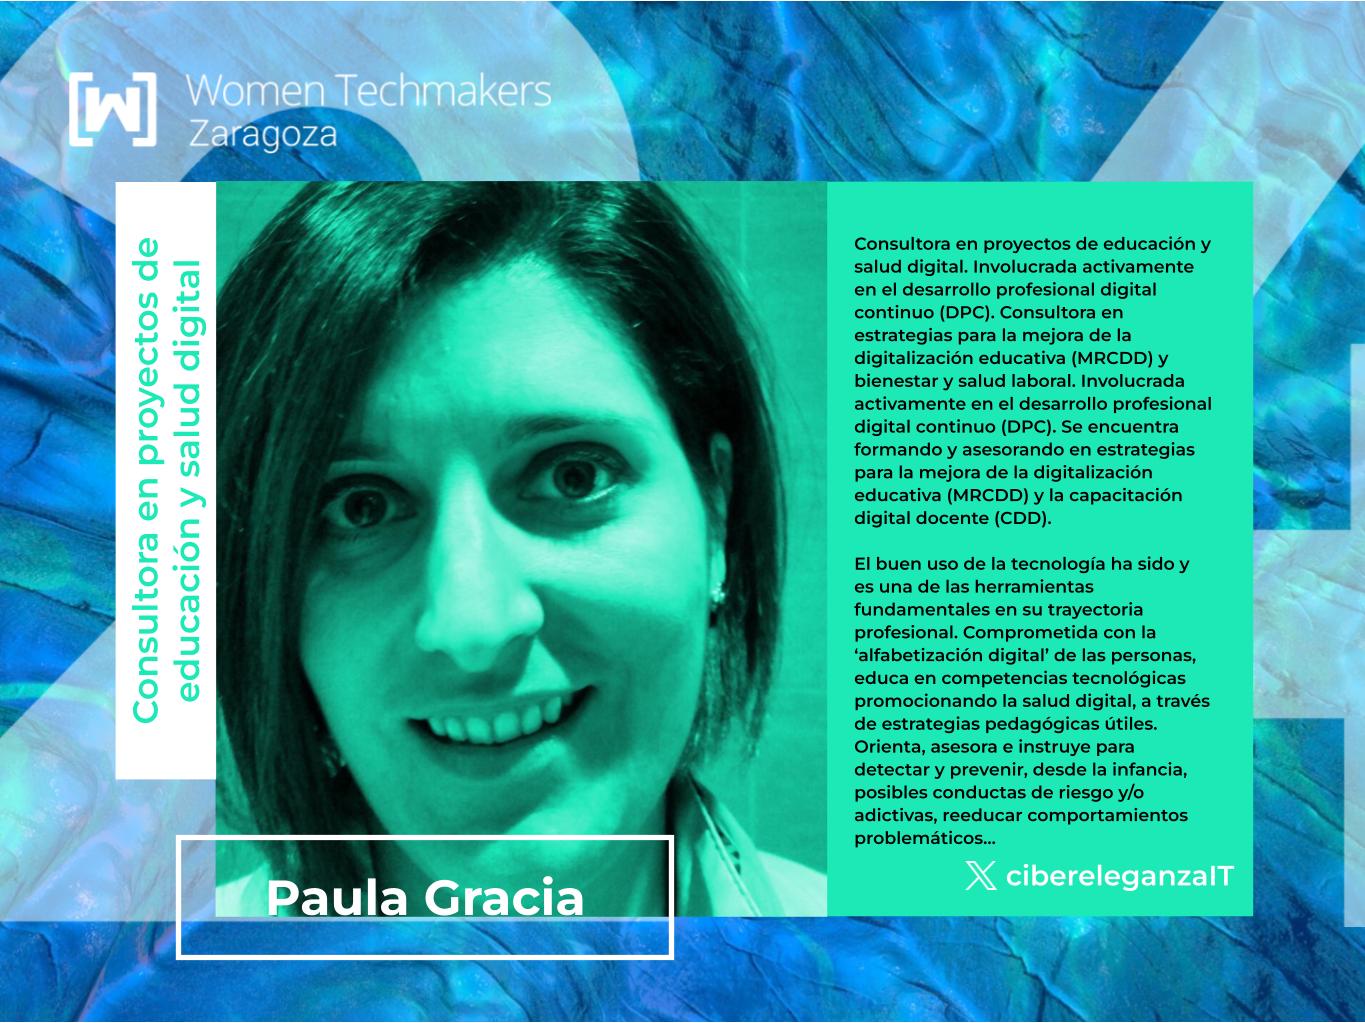 Women Techmakers
Zaragoza
Consultora en proyectos de
educación y salud digital
Consultora en proyectos de educación y
salud digital. Involucrada activamente
en el desarrollo profesional digital
continuo (DPC). Consultora en
estrategias para la mejora de la
digitalización educativa (MRCDD) y
bienestar y salud laboral. Involucrada
activamente en el desarrollo profesional
digital continuo (DPC). Se encuentra
formando y asesorando en estrategias
para la mejora de la digitalización
educativa (MRCDD) y la capacitación
digital docente (CDD).
El buen uso de la tecnología ha sido y
es una de las herramientas
fundamentales en su trayectoria
profesional. Comprometida con la
‘alfabetización digital’ de las personas,
educa en competencias tecnológicas
promocionando la salud digital, a través
de estrategias pedagógicas útiles.
Orienta, asesora e instruye para
detectar y prevenir, desde la infancia,
posibles conductas de riesgo y/o
adictivas, reeducar comportamientos
problemáticos...
X cibereleganzaIT
Paula Gracia